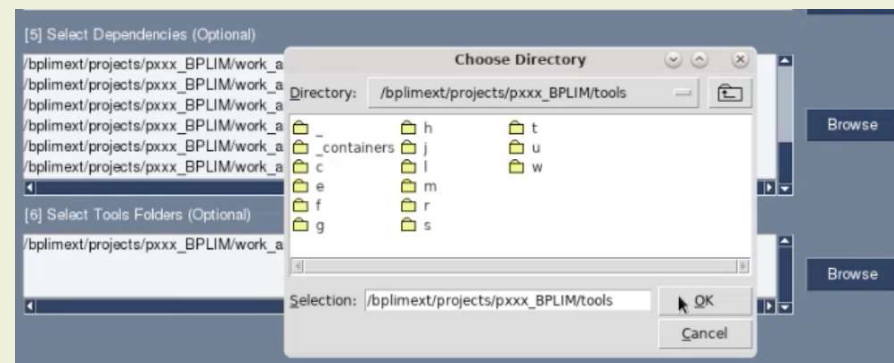 [5] Select Dependencies (Optional)
/bplimext/projects/pxxx_BPLIM/work_a
/bplimext/projects/pxxx_BPLIM/work_a
/bplimext/projects/pxxx_BPLIM/work_a
/bplimext/projects/pxxx_BPLIM/work_a
/bplimext/projects/pxxx_BPLIM/work_a
/bplimext/projects/pxxx_BPLIM/work_a
Browse
[6] Select Tools Folders (Optional)
/bplimext/projects/pxxx_BPLIM/work_a
Browse
Choose Directory
Directory: /bplimext/projects/pxxx_BPLIM/tools
_ h t
_containers j u
c l w
e m
f r
g s
Selection: /bplimext/projects/pxxx_BPLIM/tools OK
Cancel